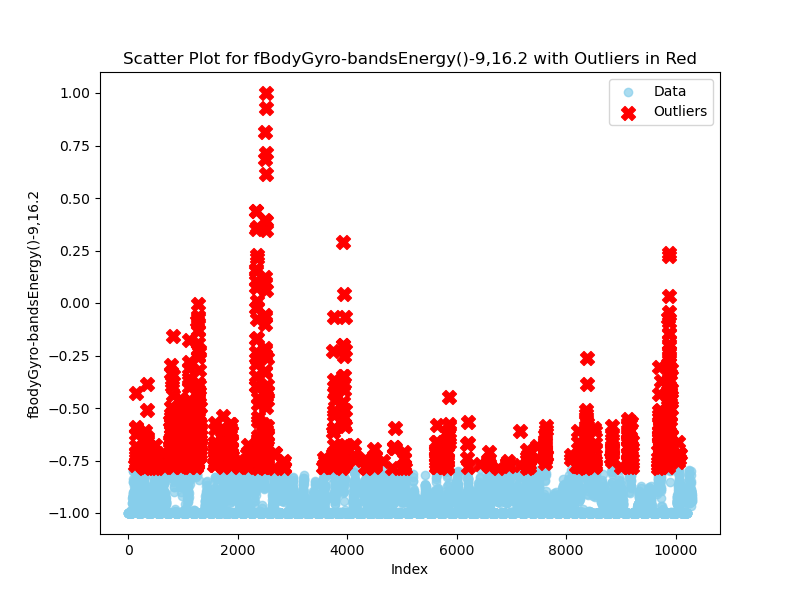 Scatter Plot for fBodyGyro-bandsEnergy()-9,16.2 with Outliers in Red
Data
Outliers
fBodyGyro-bandsEnergy()-9,16.2
1.00
0.75
0.50
0.25
0.00
−0.25
−0.50
−0.75
−1.00
0 2000 4000 6000 8000 10000
Index